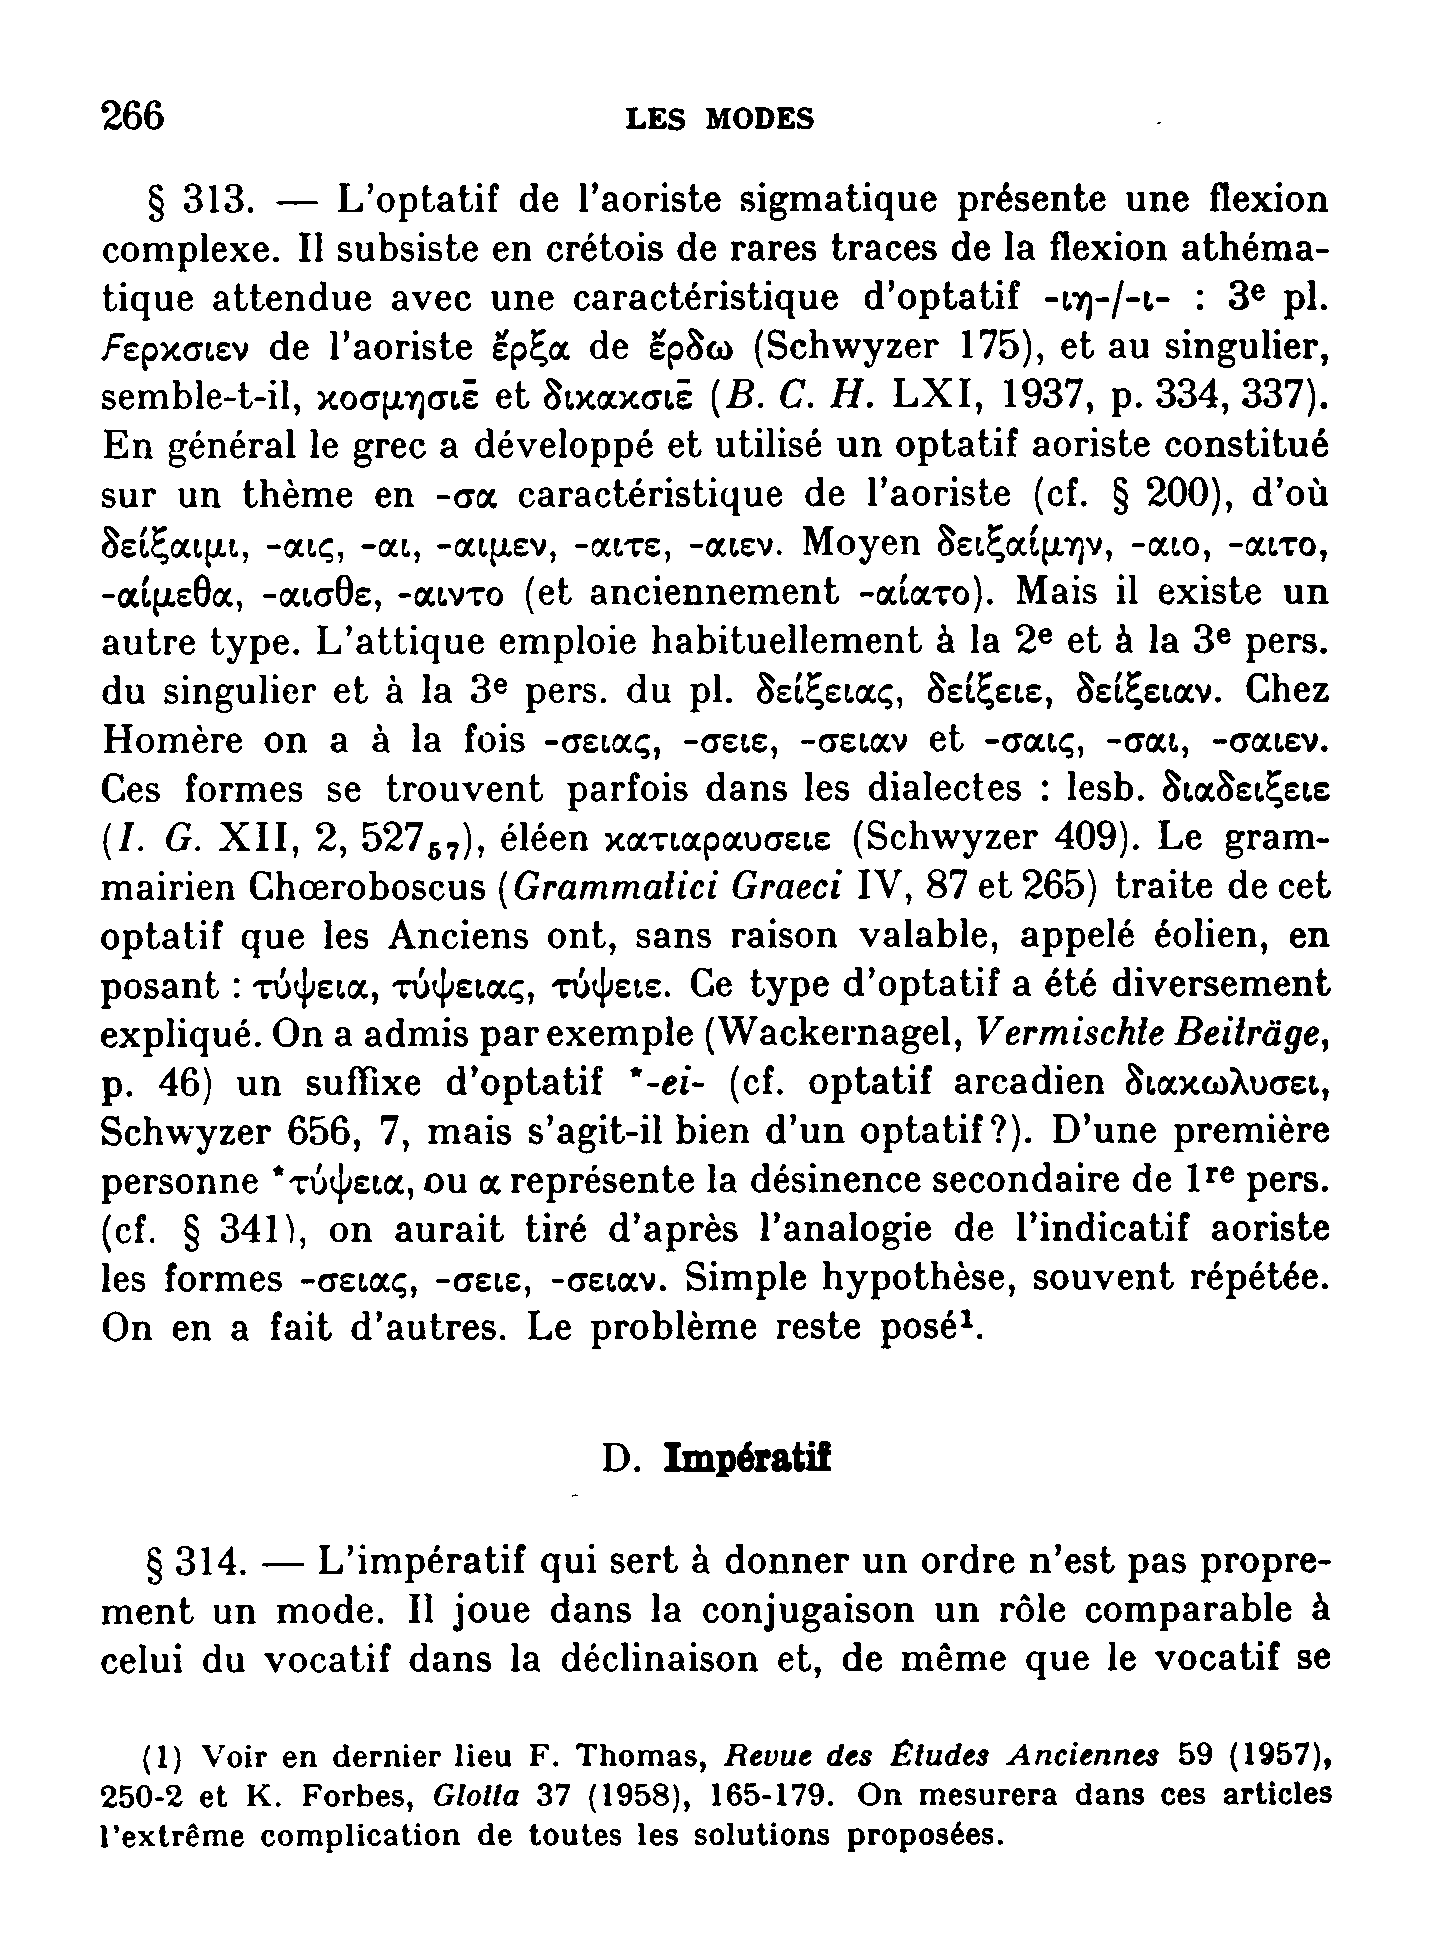 266 LES MODES
§ 313. — L’optatif de l’aoriste sigmatique présente une flexion
complexe. Il subsiste en crétois de rares traces de la flexion athéma-
tique attendue avec une caractéristique d’optatif -ιη-/-ι- : 3e pl.
Ϝερκσιεν de l’aoriste ἔρξα de ἔρδω (Schwyzer 175), et au singulier,
semble-t-il, κοσμησιε̄ et δικακσιε̄ (B. C. H. LXI, 1937, p. 334, 337).
En général le grec a développé et utilisé un optatif aoriste constitué
sur un thème en -σα caractéristique de l’aoriste (cf. § 200), d’où
δείξαιμι, -αις, -αι, -αιμεν, -αιτε, -αιεν. Moyen δειξαίμην, -αιο, -αιτο,
-αίμεθα, -αισθε, -αιντο (et anciennement -αίατο). Mais il existe un
autre type. L’attique emploie habituellement à la 2e et à la 3e pers.
du singulier et à la 3e pers. du pl. δείξειας, δείξειε, δείξειαν. Chez
Homère on a à la fois -σειας, -σειε, -σειαν et -σαις, -σαι, -σαιεν.
Ces formes se trouvent parfois dans les dialectes : lesb. διαδειξειε
(I. G. XII, 2, 527₅₇), éléen κατιαραυσειε (Schwyzer 409). Le gram-
mairien Chœroboscus (Grammatici Graeci IV, 87 et 265) traite de cet
optatif que les Anciens ont, sans raison valable, appelé éolien, en
posant : τύψεια, τύψειας, τύψειε. Ce type d’optatif a été diversement
expliqué. On a admis par exemple (Wackernagel, Vermischte Beiträge,
p. 46) un suffixe d’optatif *-ei- (cf. optatif arcadien διακωλυσει,
Schwyzer 656, 7, mais s’agit-il bien d’un optatif ?). D’une première
personne *τύψεια, ou α représente la désinence secondaire de 1re pers.
(cf. § 341), on aurait tiré d’après l’analogie de l’indicatif aoriste
les formes -σειας, -σειε, -σειαν. Simple hypothèse, souvent répétée.
On en a fait d’autres. Le problème reste posé¹.
D. Impératif
§ 314. — L’impératif qui sert à donner un ordre n’est pas propre-
ment un mode. Il joue dans la conjugaison un rôle comparable à
celui du vocatif dans la déclinaison et, de même que le vocatif se
(1) Voir en dernier lieu F. Thomas, Revue des Études Anciennes 59 (1957),
250-2 et K. Forbes, Glotta 37 (1958), 165-179. On mesurera dans ces articles
l’extrême complication de toutes les solutions proposées.